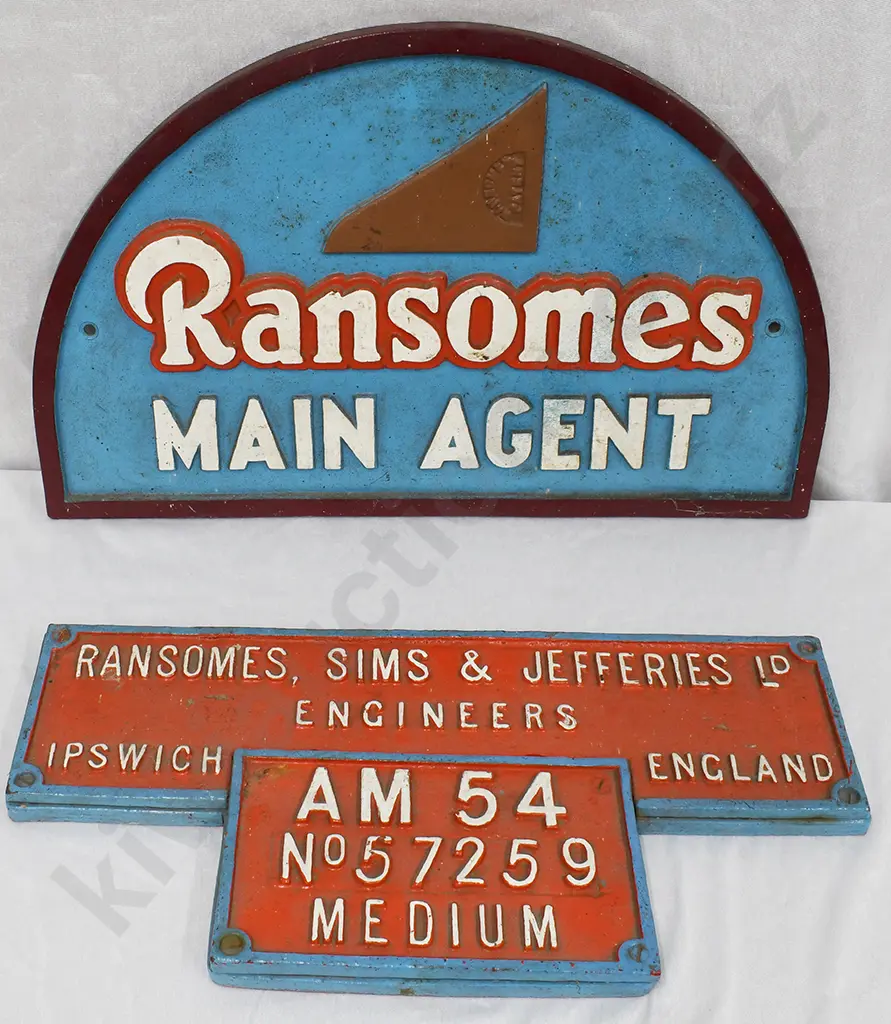 Ransomes
MAIN AGENT
RANSOMES, SIMS & JEFFERIES LD
ENGINEERS
IPSWICH ENGLAND
AM 54
No 57259
MEDIUM